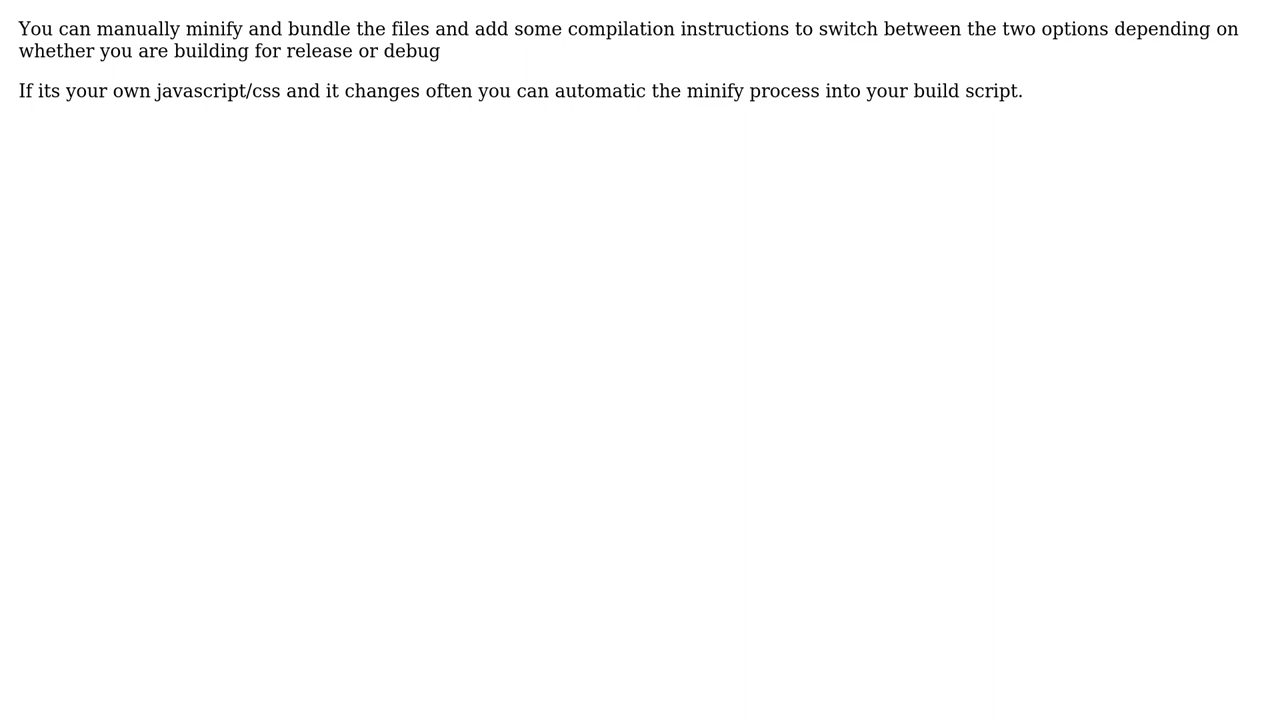 You can manually minify and bundle the files and add some compilation instructions to switch between the two options depending on
whether you are building for release or debug
If its your own javascript/css and it changes often you can automatic the minify process into your build script.